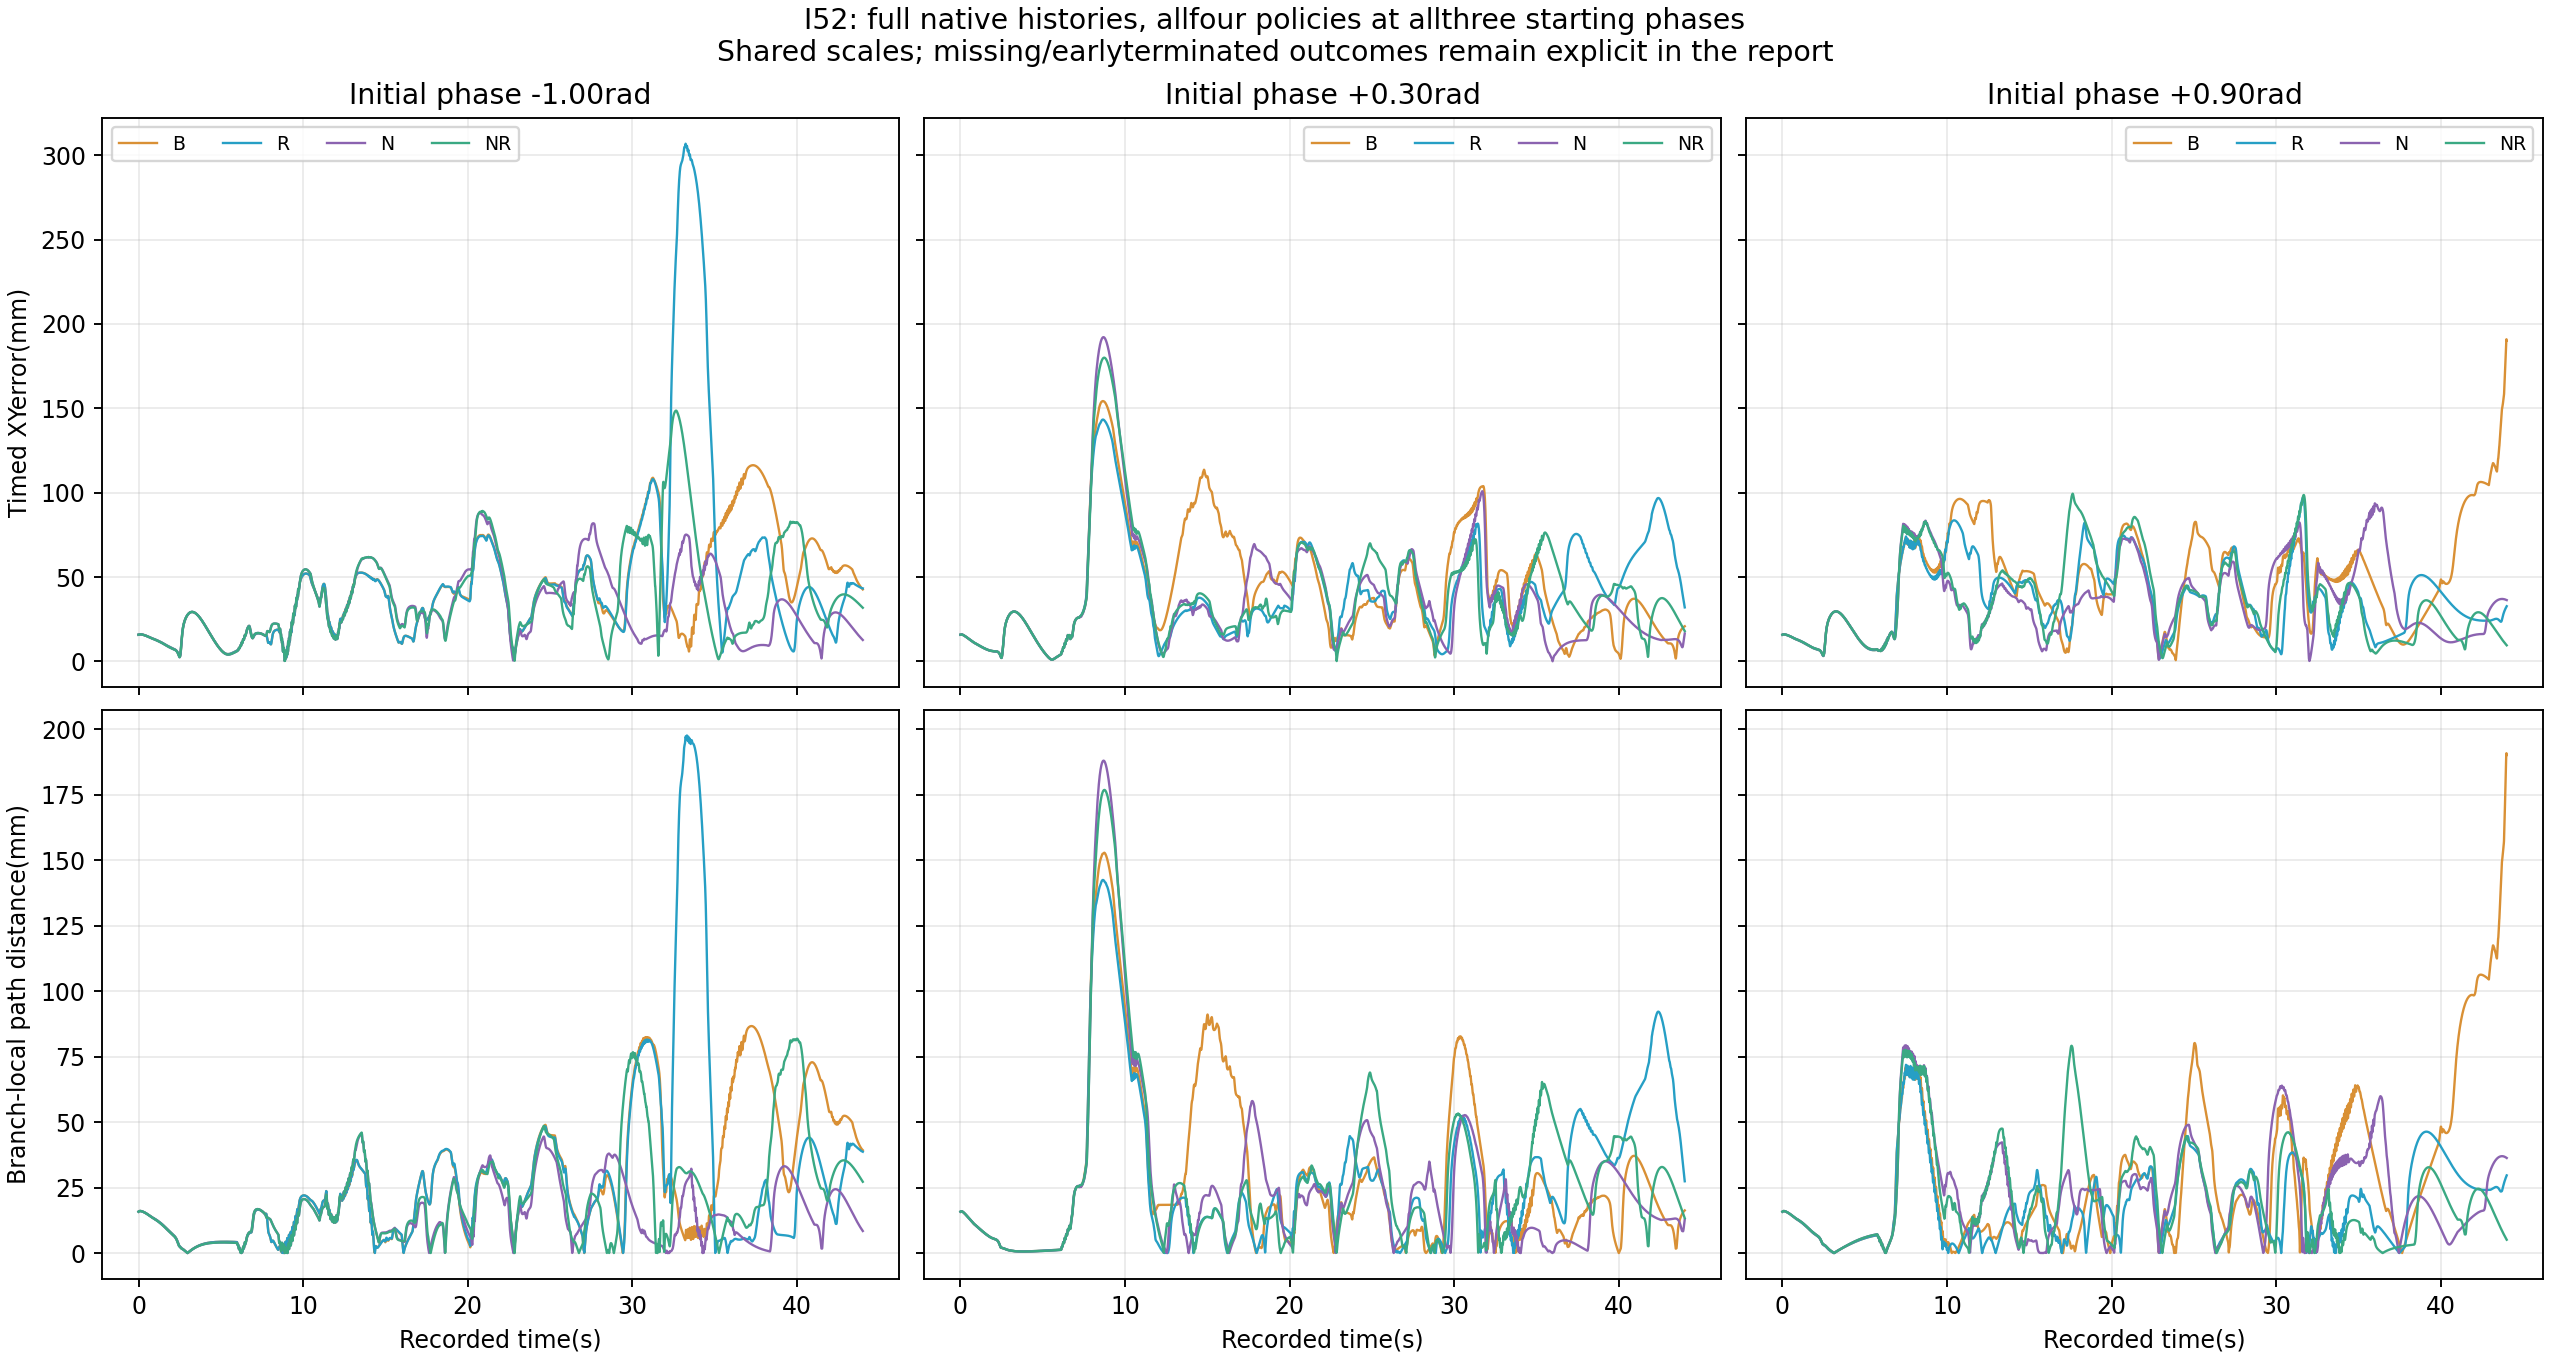 I52: full native histories, allfour policies at allthree starting phases
Shared scales; missing/earlyterminated outcomes remain explicit in the report
Initial phase -1.00rad
Initial phase +0.30rad
Initial phase +0.90rad
B R N NR
B R N NR
B R N NR
Timed XYerror(mm)
300
250
200
150
100
50
0
Branch-local path distance(mm)
200
175
150
125
100
75
50
25
0
0 10 20 30 40
0 10 20 30 40
0 10 20 30 40
Recorded time(s)
Recorded time(s)
Recorded time(s)